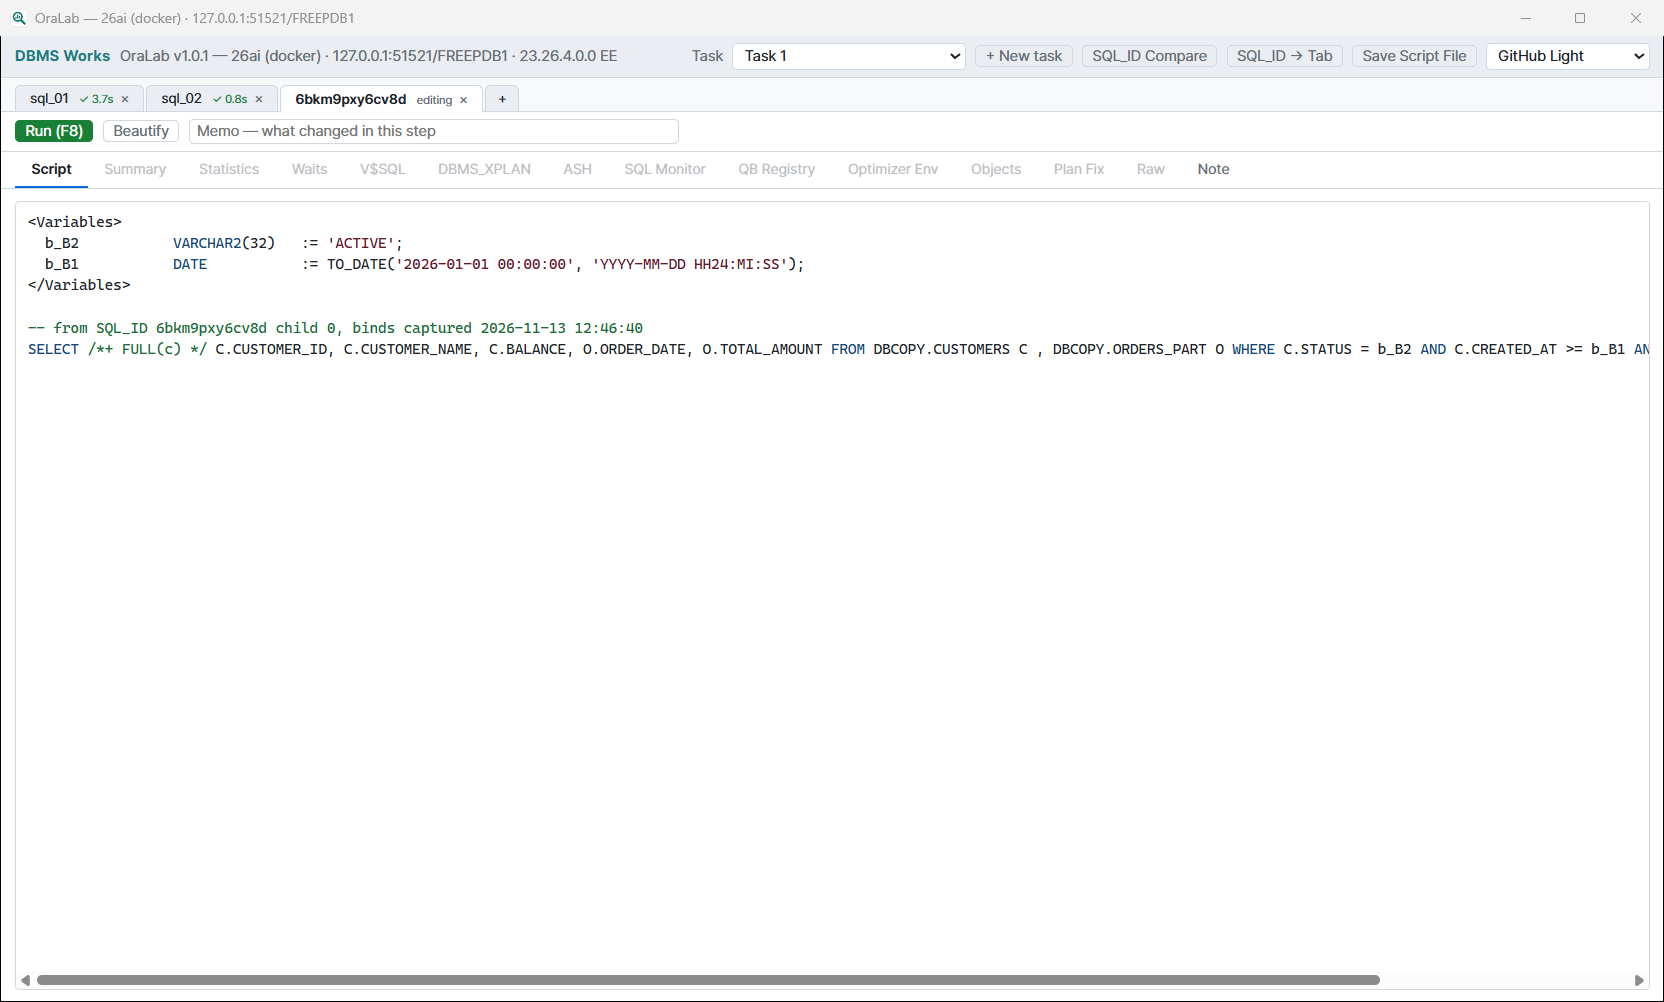 OraLab — 26ai (docker) · 127.0.0.1:51521/FREEPDB1
DBMS Works OraLab v1.0.1 — 26ai (docker) · 127.0.0.1:51521/FREEPDB1 · 23.26.4.0.0 EE Task Task 1 + New task SQL_ID Compare SQL_ID → Tab Save Script File GitHub Light
sql_01 ✓ 3.7s × sql_02 ✓ 0.8s × 6bkm9pxy6cv8d editing × +
Run (F8) Beautify Memo — what changed in this step
Script Summary Statistics Waits V$SQL DBMS_XPLAN ASH SQL Monitor QB Registry Optimizer Env Objects Plan Fix Raw Note
<Variables>
b_B2 VARCHAR2(32) := 'ACTIVE';
b_B1 DATE := TO_DATE('2026-01-01 00:00:00', 'YYYY-MM-DD HH24:MI:SS');
</Variables>
-- from SQL_ID 6bkm9pxy6cv8d child 0, binds captured 2026-11-13 12:46:40
SELECT /*+ FULL(c) */ C.CUSTOMER_ID, C.CUSTOMER_NAME, C.BALANCE, O.ORDER_DATE, O.TOTAL_AMOUNT FROM DBCOPY.CUSTOMERS C , DBCOPY.ORDERS_PART O WHERE C.STATUS = b_B2 AND C.CREATED_AT >= b_B1 AN